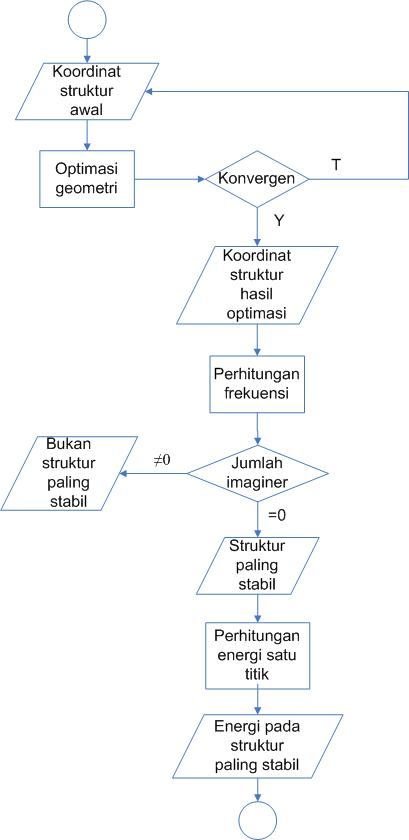 Koordinat
struktur
awal
Optimasi
geometri
Konvergen
T
Y
Koordinat
struktur
hasil
optimasi
Perhitungan
frekuensi
Bukan
struktur
paling
stabil
≠0
Jumlah
imaginer
=0
Struktur
paling
stabil
Perhitungan
energi satu
titik
Energi pada
struktur
paling stabil